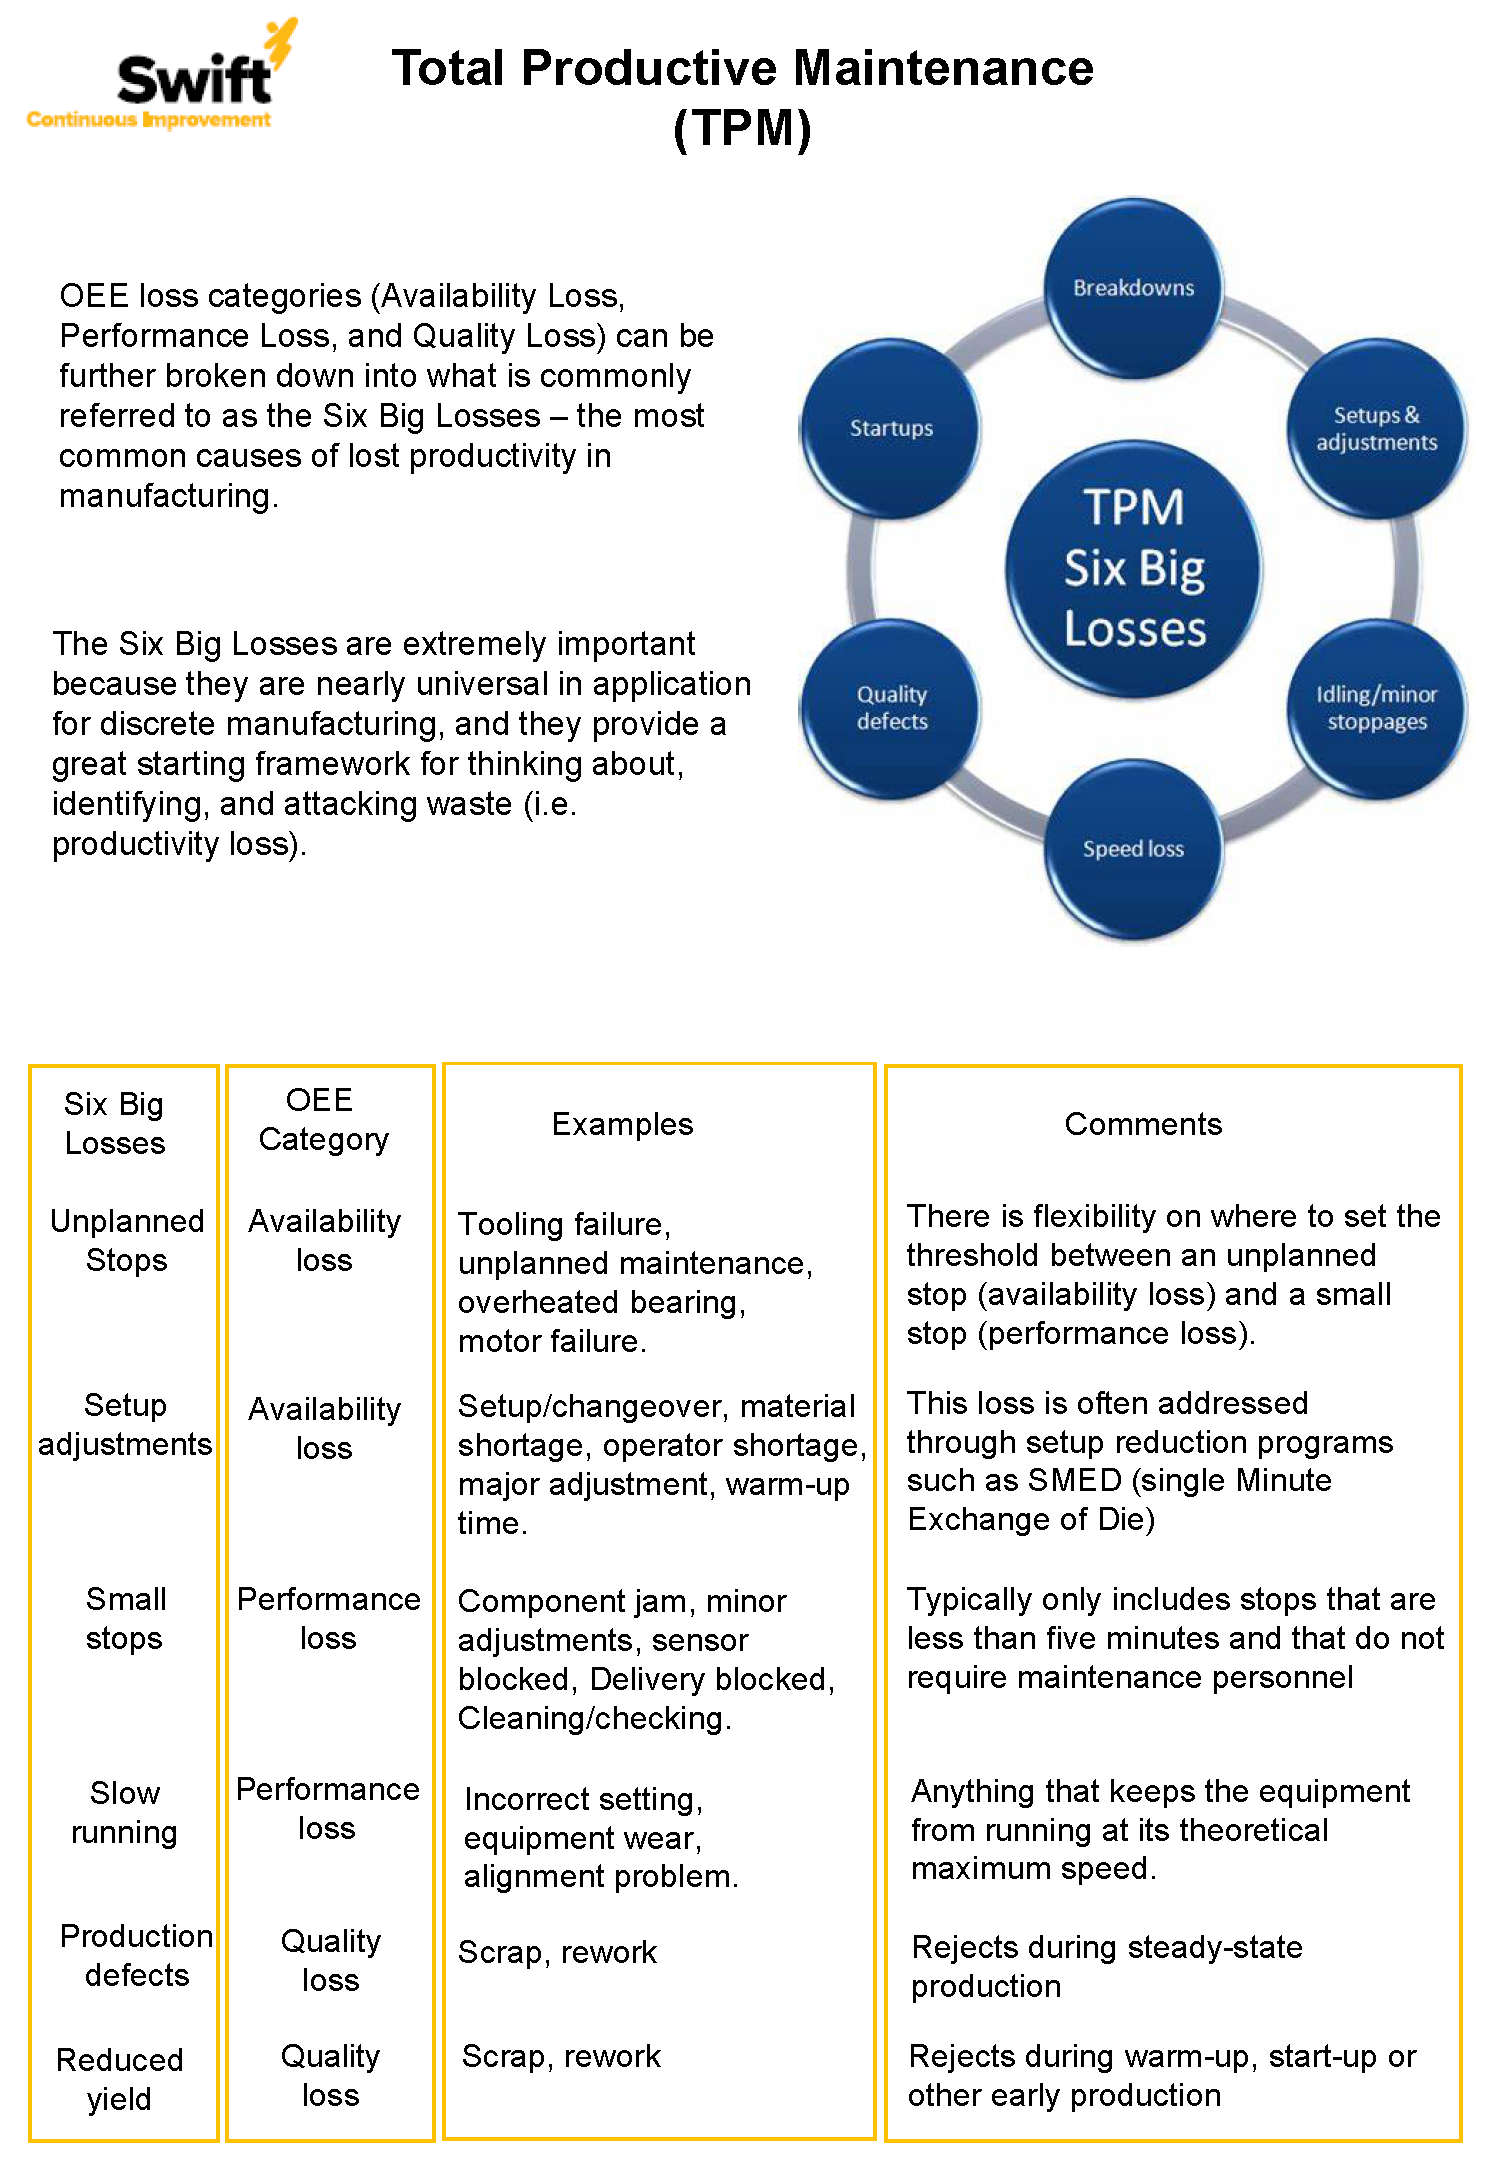 Swift
Continuous Improvement
Total Productive Maintenance
(TPM)
OEE loss categories (Availability Loss,
Performance Loss, and Quality Loss) can be
further broken down into what is commonly
referred to as the Six Big Losses – the most
common causes of lost productivity in
manufacturing.
The Six Big Losses are extremely important
because they are nearly universal in application
for discrete manufacturing, and they provide a
great starting framework for thinking about,
identifying, and attacking waste (i.e.
productivity loss).
Breakdowns
Setups &
adjustments
Idling/minor
stoppages
Speed loss
Quality
defects
Startups
TPM
Six Big
Losses
Six Big
Losses
OEE
Category
Examples
Comments
Unplanned
Stops
Availability
loss
Tooling failure,
unplanned maintenance,
overheated bearing,
motor failure.
There is flexibility on where to set the
threshold between an unplanned
stop (availability loss) and a small
stop (performance loss).
Setup
adjustments
Availability
loss
Setup/changeover, material
shortage, operator shortage,
major adjustment, warm-up
time.
This loss is often addressed
through setup reduction programs
such as SMED (single Minute
Exchange of Die)
Small
stops
Performance
loss
Component jam, minor
adjustments, sensor
blocked, Delivery blocked,
Cleaning/checking.
Typically only includes stops that are
less than five minutes and that do not
require maintenance personnel
Slow
running
Performance
loss
Incorrect setting,
equipment wear,
alignment problem.
Anything that keeps the equipment
from running at its theoretical
maximum speed.
Production
defects
Quality
loss
Scrap, rework
Rejects during steady-state
production
Reduced
yield
Quality
loss
Scrap, rework
Rejects during warm-up, start-up or
other early production